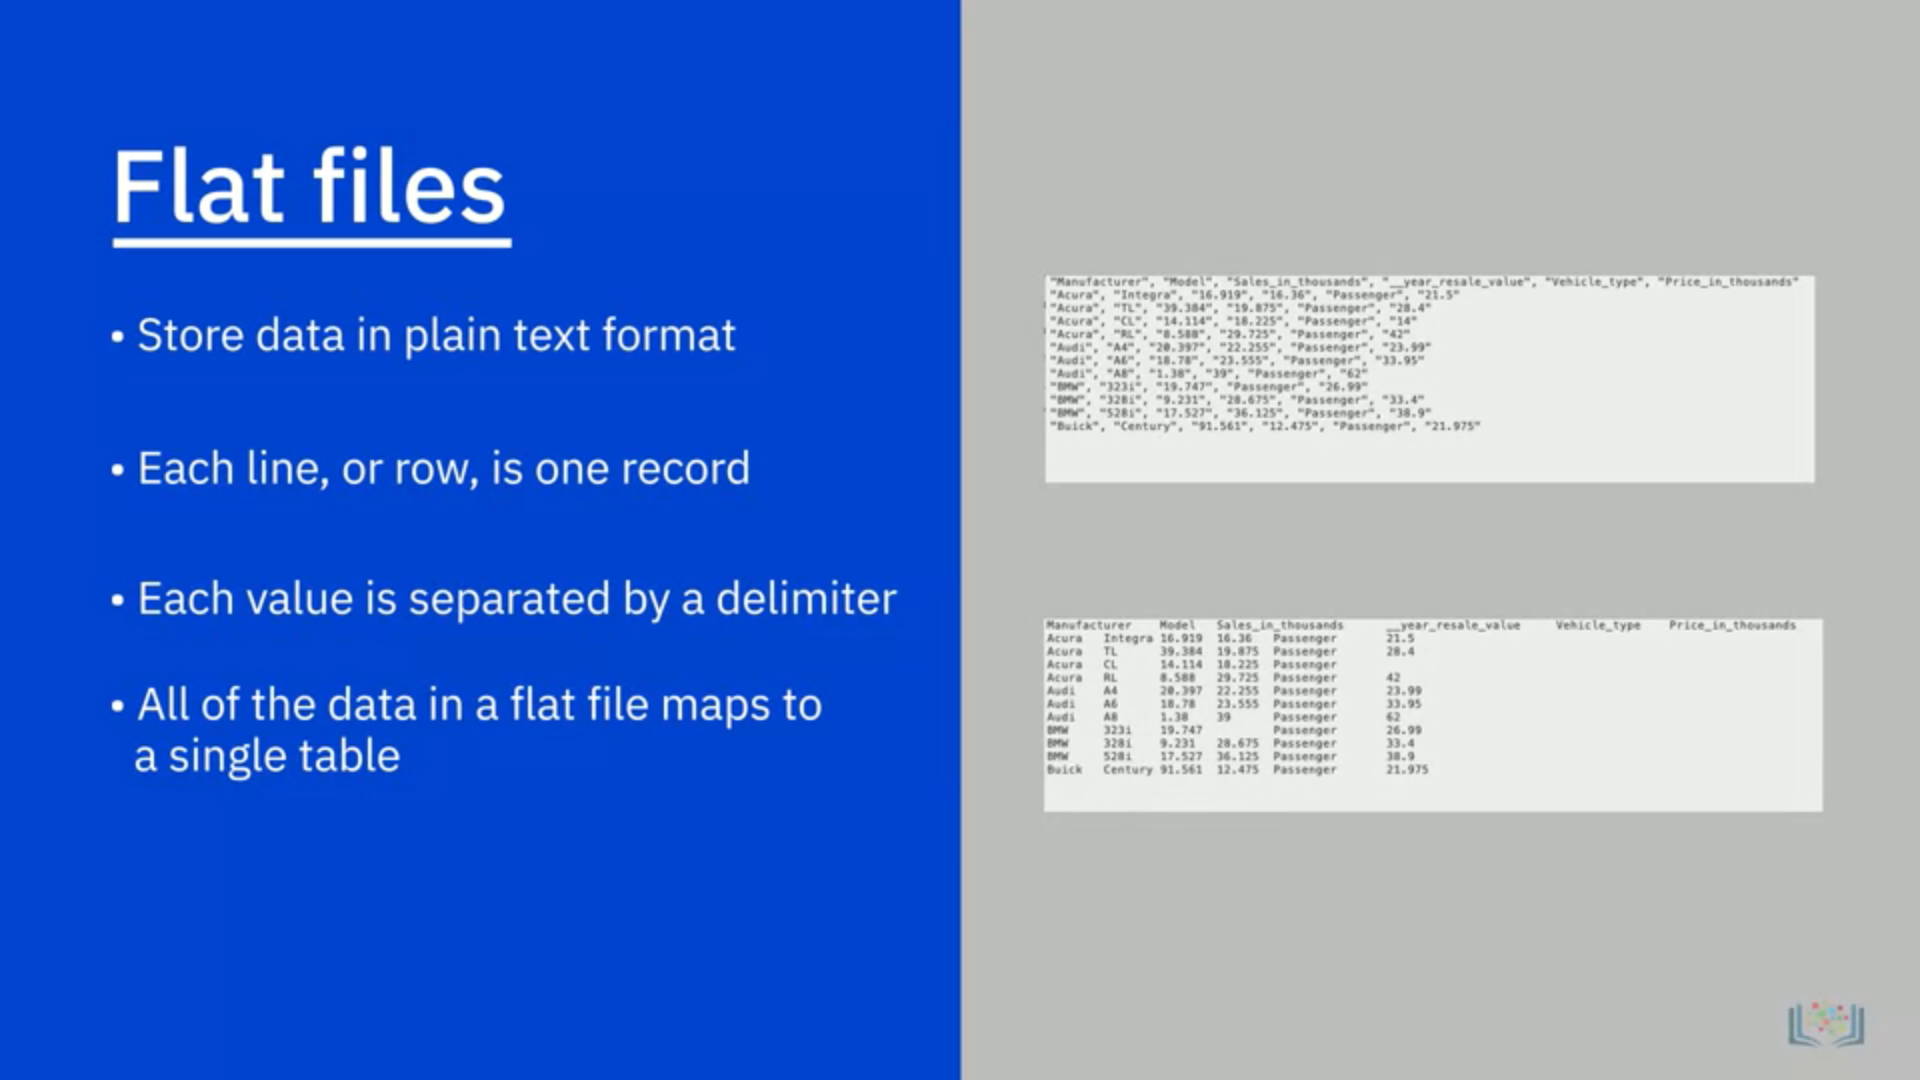 Flat files
• Store data in plain text format
• Each line, or row, is one record
• Each value is separated by a delimiter
• All of the data in a flat file maps to
a single table
"Manufacturer", "Model", "Sales_in_thousands", "__year_resale_value", "Vehicle_type", "Price_in_thousands"
"Acura", "Integra", "16.919", "16.36", "Passenger", "21.5"
"Acura", "TL", "39.384", "19.875", "Passenger", "28.4"
"Acura", "CL", "14.114", "18.225", "Passenger", "14"
"Acura", "RL", "8.588", "29.725", "Passenger", "42"
"Audi", "A4", "20.397", "22.255", "Passenger", "23.99"
"Audi", "A6", "18.78", "23.555", "Passenger", "33.95"
"Audi", "A8", "1.38", "39", "Passenger", "62"
"BMW", "323i", "19.747", "Passenger", "26.99"
"BMW", "328i", "9.231", "28.675", "Passenger", "33.4"
"BMW", "528i", "17.527", "36.125", "Passenger", "38.9"
"Buick", "Century", "91.561", "12.475", "Passenger", "21.975"
Manufacturer Model Sales_in_thousands __year_resale_value Vehicle_type Price_in_thousands
Acura Integra 16.919 16.36 Passenger 21.5
Acura TL 39.384 19.875 Passenger 28.4
Acura CL 14.114 18.225 Passenger
Acura RL 8.588 29.725 Passenger 42
Audi A4 20.397 22.255 Passenger 23.99
Audi A6 18.78 23.555 Passenger 33.95
Audi A8 1.38 39 Passenger 62
BMW 323i 19.747 Passenger 26.99
BMW 328i 9.231 28.675 Passenger 33.4
BMW 528i 17.527 36.125 Passenger 38.9
Buick Century 91.561 12.475 Passenger 21.975